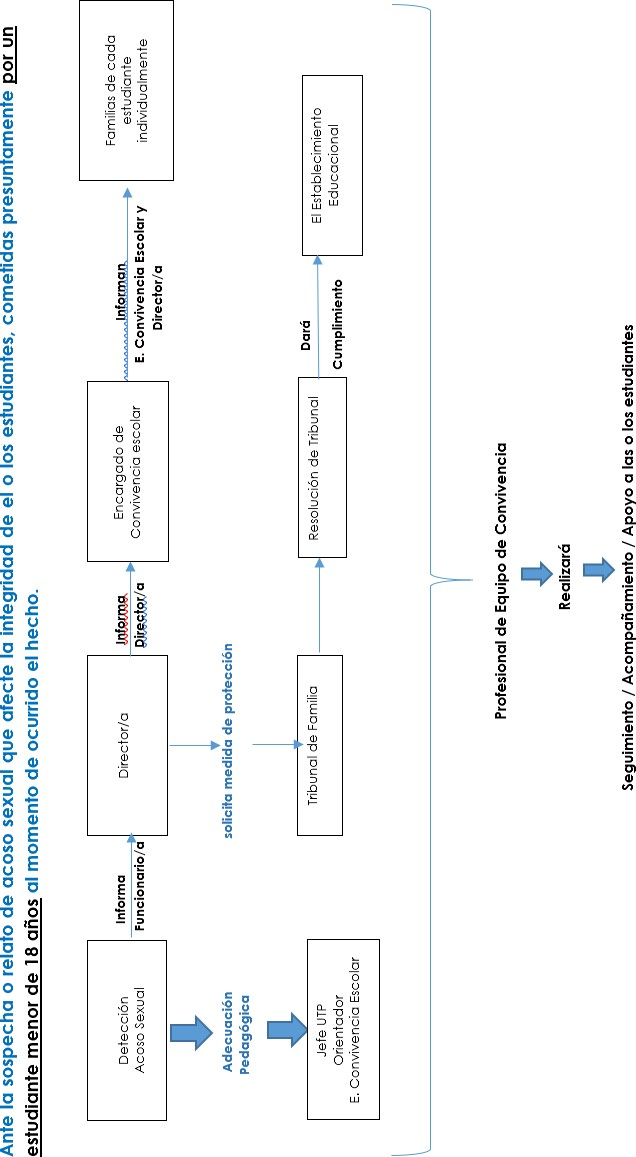 Ante la sospecha o relato de acoso sexual que afecte la integridad de el o los estudiantes, cometidas presuntamente por un
estudiante menor de 18 años al momento de ocurrido el hecho.
Detección
Acoso Sexual
Informa
Funcionario/a
Director/a
Informa
Director/a
Encargado de
Convivencia escolar
Informan
E. Convivencia Escolar y
Director/a
Familias de cada
estudiante
individualmente
Adecuación
Pedagógica
Jefe UTP
Orientador
E. Convivencia Escolar
solicita medida de protección
Tribunal de Familia
Resolución de Tribunal
Dará
Cumplimiento
El Establecimiento
Educacional
Profesional de Equipo de Convivencia
Realizará
Seguimiento / Acompañamiento / Apoyo a las o los estudiantes